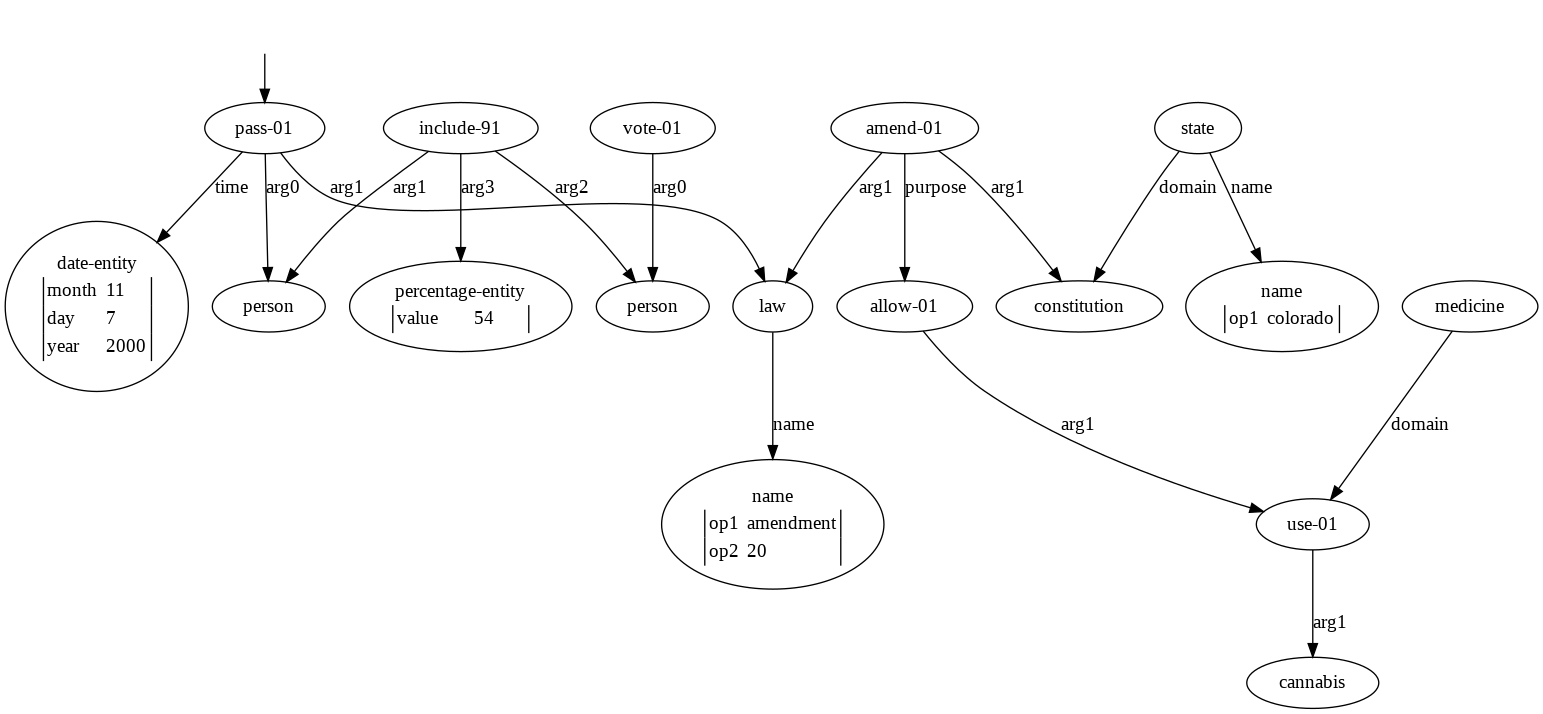 pass-01
include-91
vote-01
amend-01
state
time
arg0
arg1
arg1
arg3
arg2
arg0
arg1
purpose
arg1
domain
name
date-entity
month 11
day 7
year 2000
person
percentage-entity
value 54
person
law
allow-01
constitution
name
op1 colorado
medicine
name
arg1
domain
name
op1 amendment
op2 20
use-01
arg1
cannabis